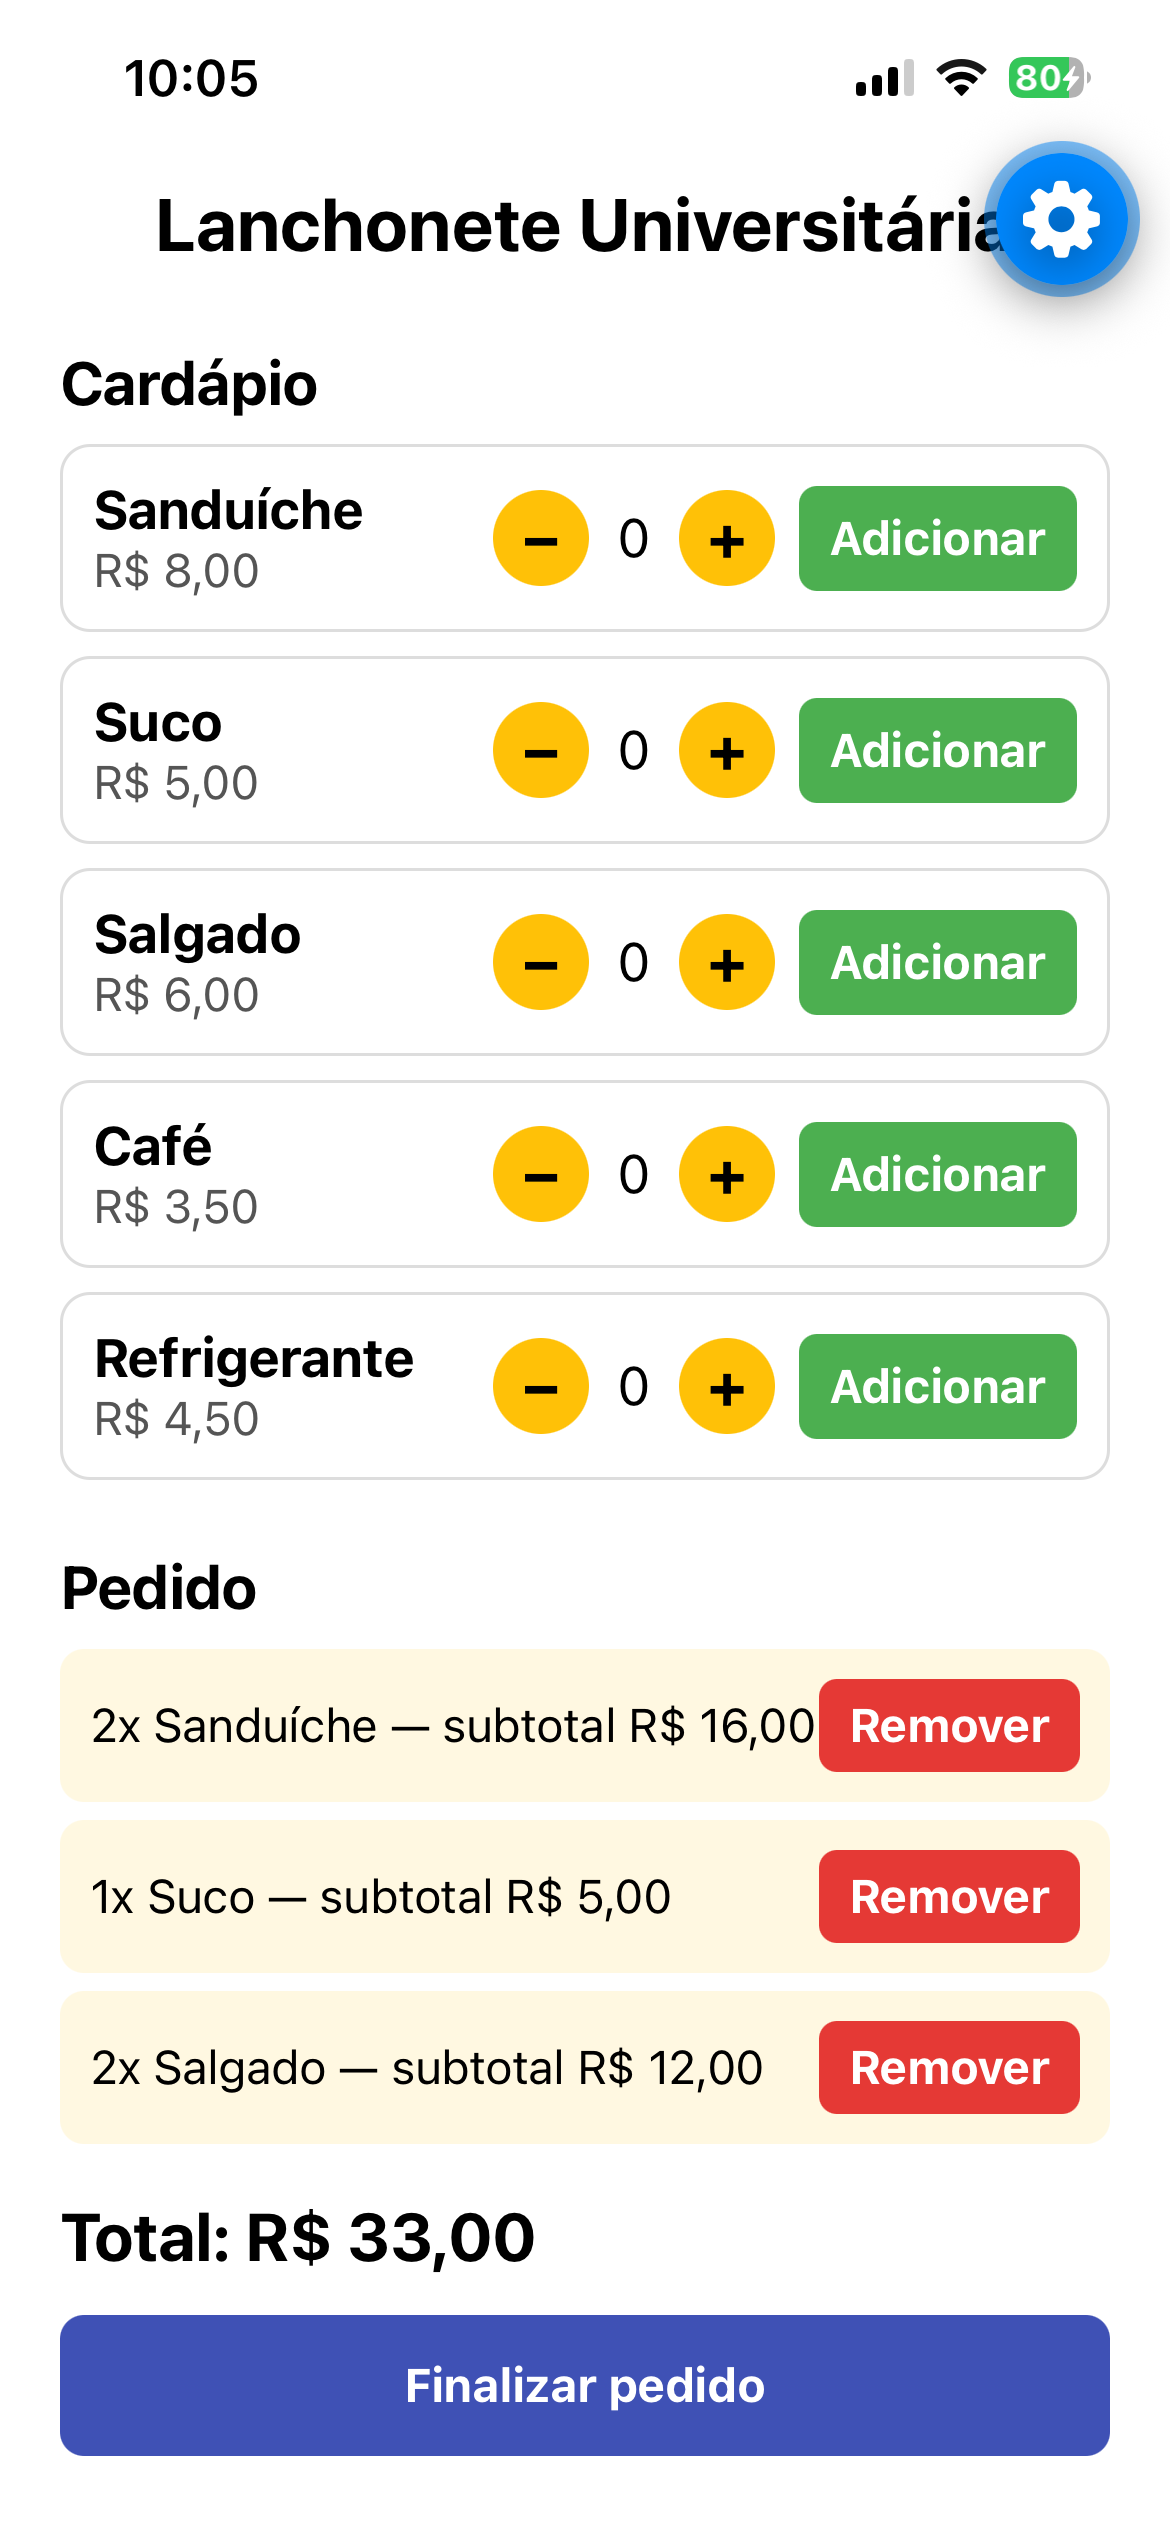 10:05
80
Lanchonete Universitária
Cardápio
Sanduíche
R$ 8,00
– 0 + Adicionar
Suco
R$ 5,00
– 0 + Adicionar
Salgado
R$ 6,00
– 0 + Adicionar
Café
R$ 3,50
– 0 + Adicionar
Refrigerante
R$ 4,50
– 0 + Adicionar
Pedido
2x Sanduíche — subtotal R$ 16,00 Remover
1x Suco — subtotal R$ 5,00 Remover
2x Salgado — subtotal R$ 12,00 Remover
Total: R$ 33,00
Finalizar pedido